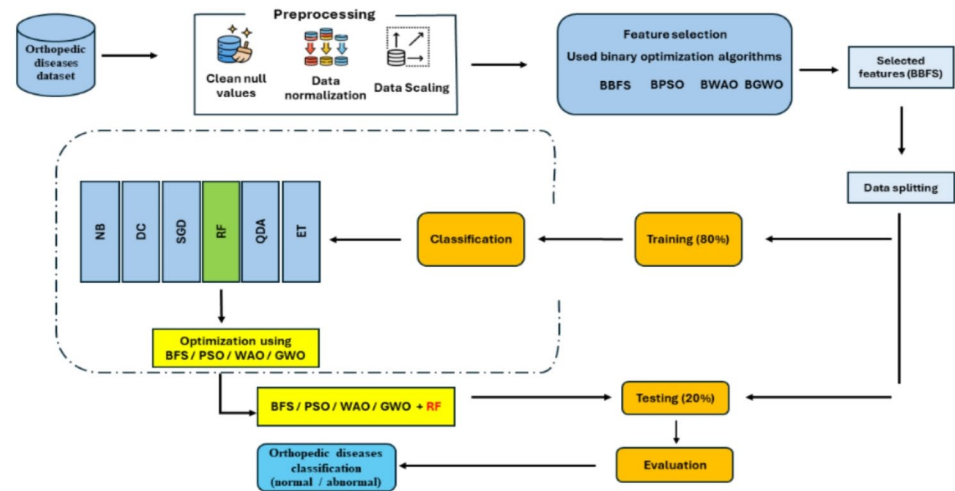 Orthopedic
diseases
dataset
Preprocessing
Clean null
values
Data
normalization
Data Scaling
Feature selection
Used binary optimization algorithms
BBFS BPSO BWAO BGWO
Selected
features (BBFS)
Data splitting
Training (80%)
Classification
NB
DC
SGD
RF
QDA
ET
Optimization using
BFS / PSO / WAO / GWO
BFS / PSO / WAO / GWO + RF
Testing (20%)
Evaluation
Orthopedic diseases
classification
(normal / abnormal)